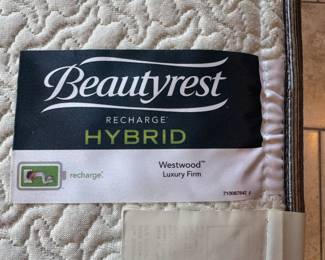 Beautyrest
RECHARGE®
HYBRID
recharge®
Westwood™
Luxury Firm